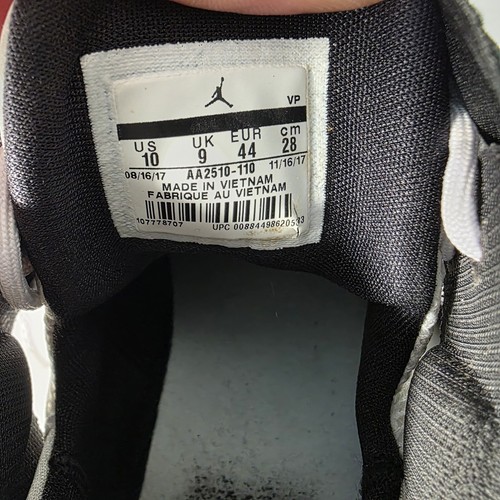 VP
US UK EUR cm
10 9 44 28
08/16/17 AA2510-110 11/16/17
MADE IN VIETNAM
FABRIQUE AU VIETNAM
107778707 UPC 00884498620593